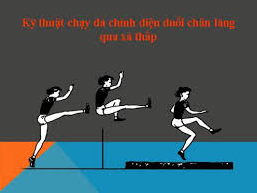 Kỹ thuật chạy đà chính diện duỗi chân lăng
qua xà thấp